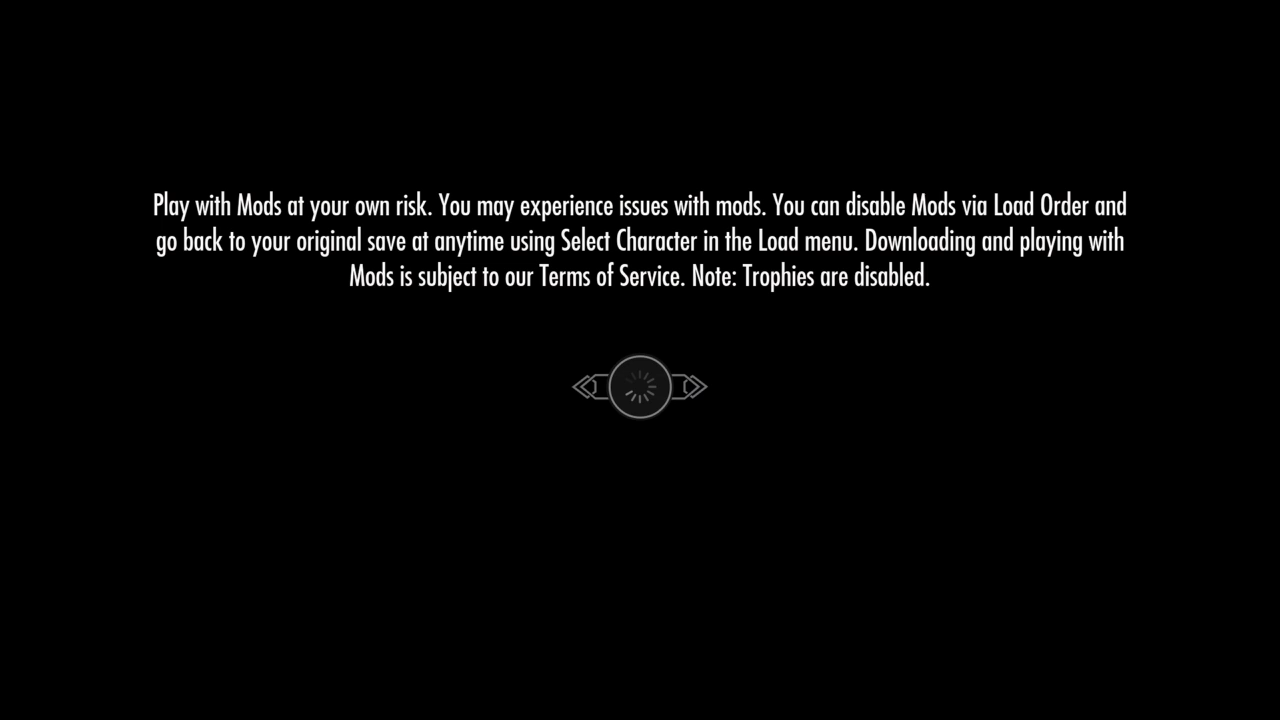 Play with Mods at your own risk. You may experience issues with mods. You can disable Mods via Load Order and
go back to your original save at anytime using Select Character in the Load menu. Downloading and playing with
Mods is subject to our Terms of Service. Note: Trophies are disabled.